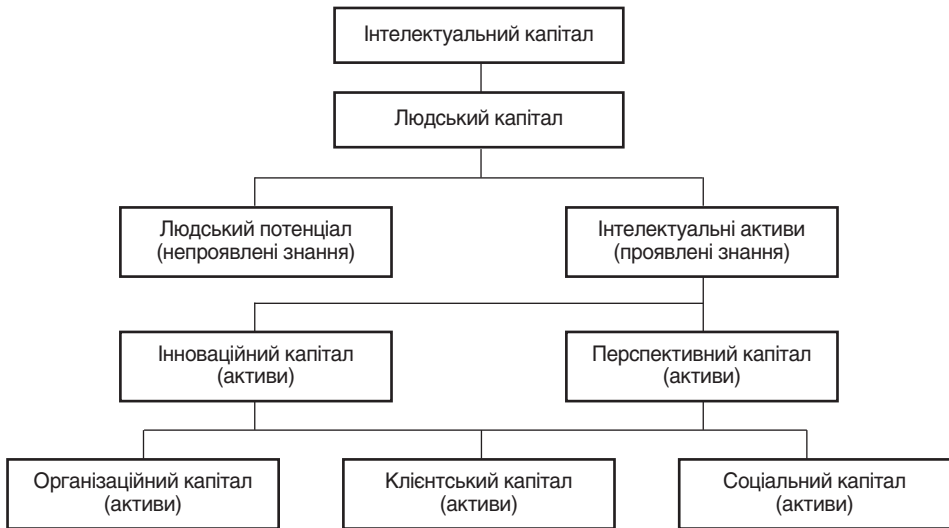 Інтелектуальний капітал
Людський капітал
Людський потенціал
(непроявлені знання)
Інтелектуальні активи
(проявлені знання)
Інноваційний капітал
(активи)
Перспективний капітал
(активи)
Організаційний капітал
(активи)
Клієнтський капітал
(активи)
Соціальний капітал
(активи)